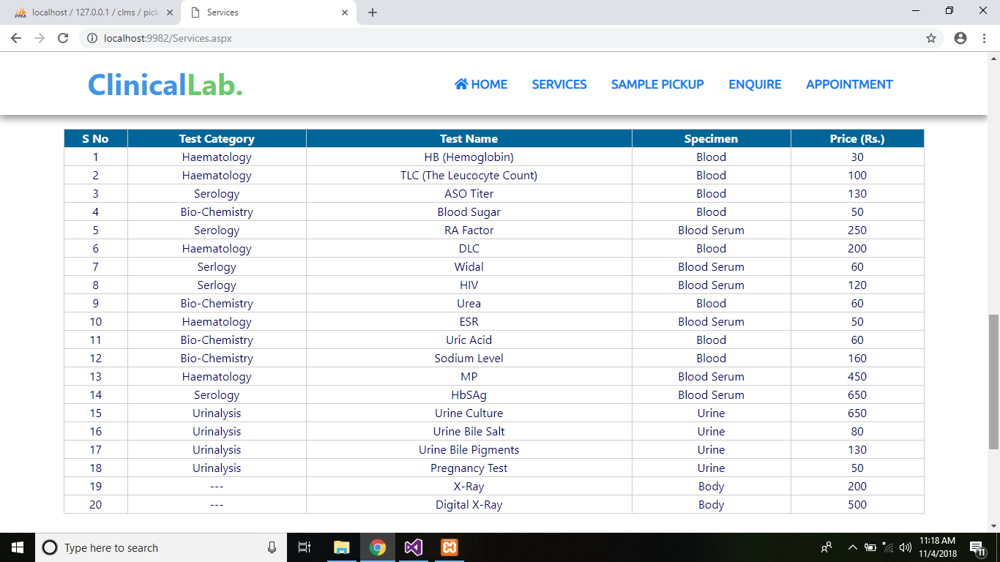 localhost / 127.0.0.1 / clms / pick
Services
localhost:9982/Services.aspx
ClinicalLab.
HOME SERVICES SAMPLE PICKUP ENQUIRE APPOINTMENT
S No Test Category Test Name Specimen Price (Rs.)
1 Haematology HB (Hemoglobin) Blood 30
2 Haematology TLC (The Leucocyte Count) Blood 100
3 Serology ASO Titer Blood 130
4 Bio-Chemistry Blood Sugar Blood 50
5 Serology RA Factor Blood Serum 250
6 Haematology DLC Blood 200
7 Serlogy Widal Blood Serum 60
8 Serlogy HIV Blood Serum 120
9 Bio-Chemistry Urea Blood 60
10 Haematology ESR Blood Serum 50
11 Bio-Chemistry Uric Acid Blood 60
12 Bio-Chemistry Sodium Level Blood 160
13 Haematology MP Blood Serum 450
14 Serology HbSAg Blood Serum 650
15 Urinalysis Urine Culture Urine 650
16 Urinalysis Urine Bile Salt Urine 80
17 Urinalysis Urine Bile Pigments Urine 130
18 Urinalysis Pregnancy Test Urine 50
19 --- X-Ray Body 200
20 --- Digital X-Ray Body 500
Type here to search
11:18 AM
11/4/2018
11